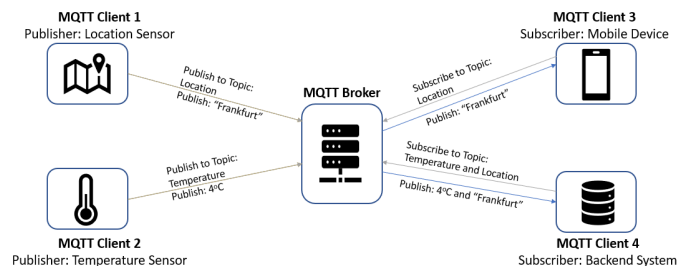 MQTT Client 1
Publisher: Location Sensor
Publish to Topic:
Location
Publish: "Frankfurt"
MQTT Broker
MQTT Client 3
Subscriber: Mobile Device
Subscribe to Topic:
Location
Publish: "Frankfurt"
Publish to Topic:
Temperature
Publish: 4°C
MQTT Client 2
Publisher: Temperature Sensor
Subscribe to Topic:
Temperature and Location
Publish: 4°C and "Frankfurt"
MQTT Client 4
Subscriber: Backend System